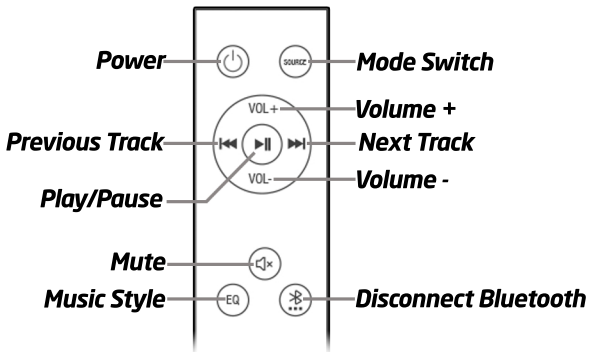 Power
SOURCE
Mode Switch
VOL+
Volume +
Previous Track
Next Track
VOL-
Volume -
Play/Pause
Mute
Music Style
EQ
Disconnect Bluetooth